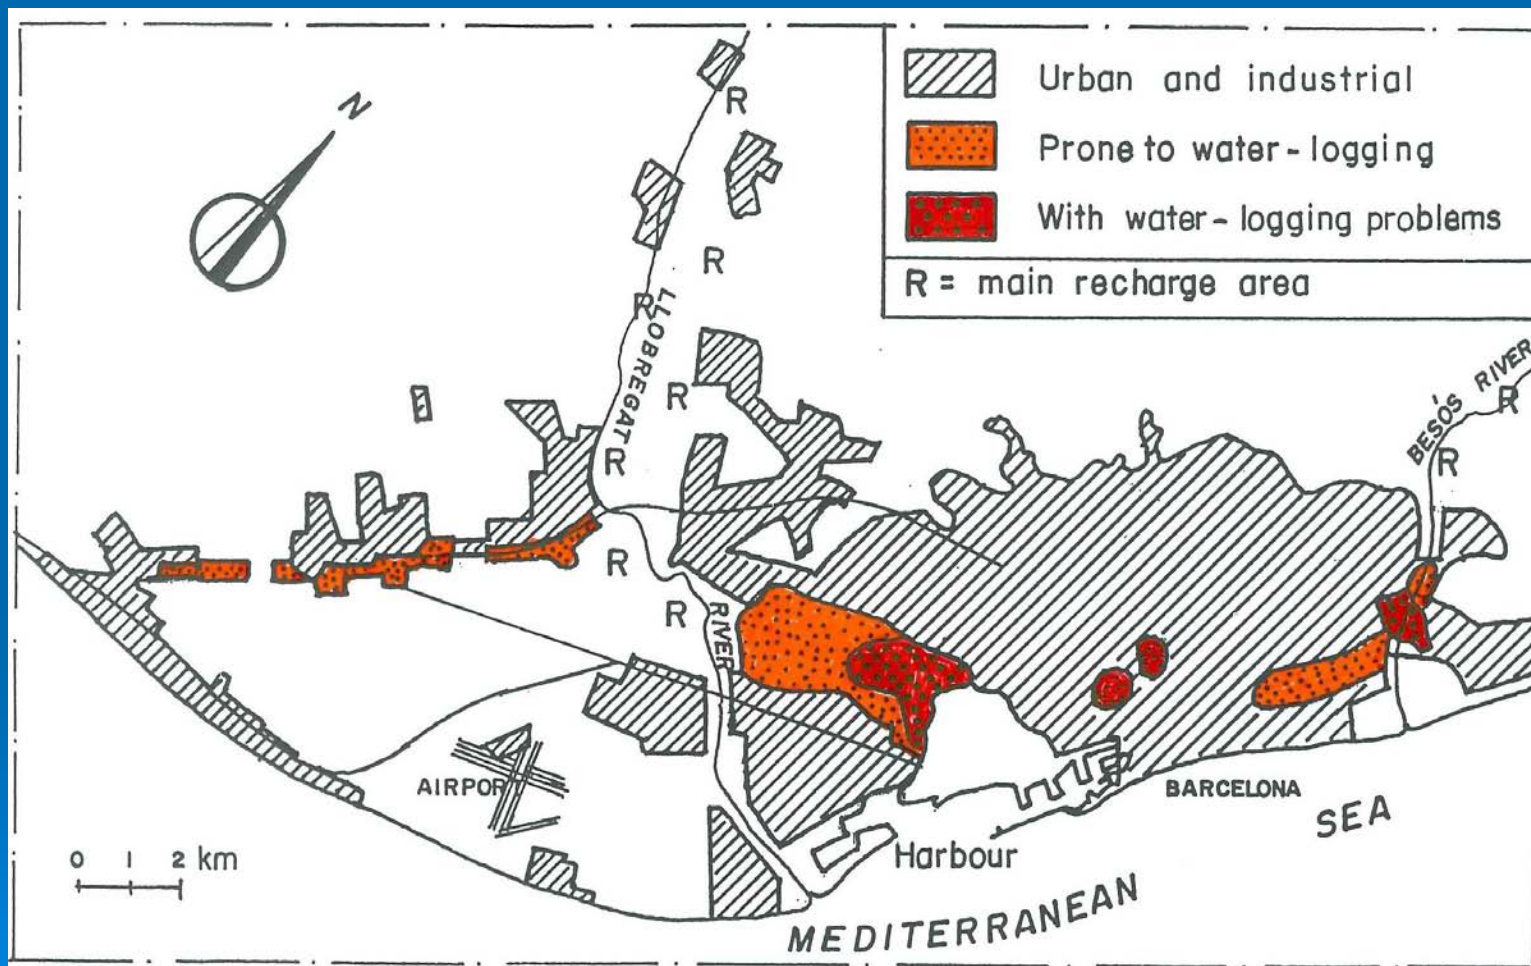 N
Urban and industrial
Prone to water-logging
With water-logging problems
R = main recharge area
R
R
R
LLOBREGAT
R
R
R
R
RIVER
BESÓS RIVER
R
R
AIRPOR
BARCELONA
0 1 2 km
Harbour
MEDITERRANEAN
SEA